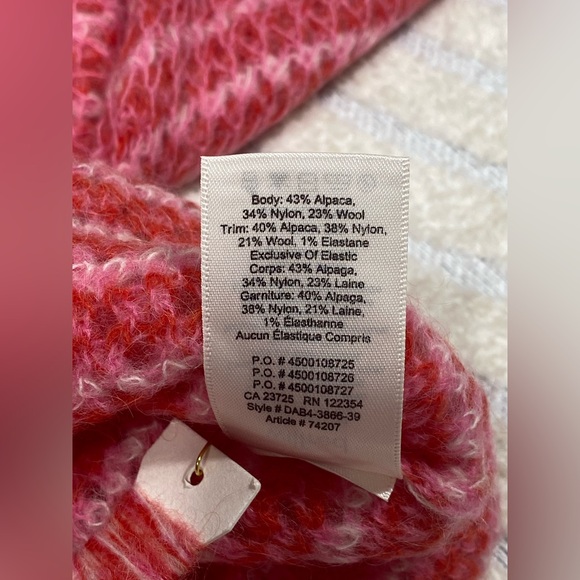 Body: 43% Alpaca,
34% Nylon, 23% Wool
Trim: 40% Alpaca, 38% Nylon,
21% Wool, 1% Elastane
Exclusive Of Elastic
Corps: 43% Alpaga,
34% Nylon, 23% Laine
Garniture: 40% Alpaga,
38% Nylon, 21% Laine,
1% Élasthanne
Aucun Élastique Compris
P.O. # 4500108725
P.O. # 4500108726
P.O. # 4500108727
CA 23725 RN 122354
Style # DAB4-3866-39
Article # 74207